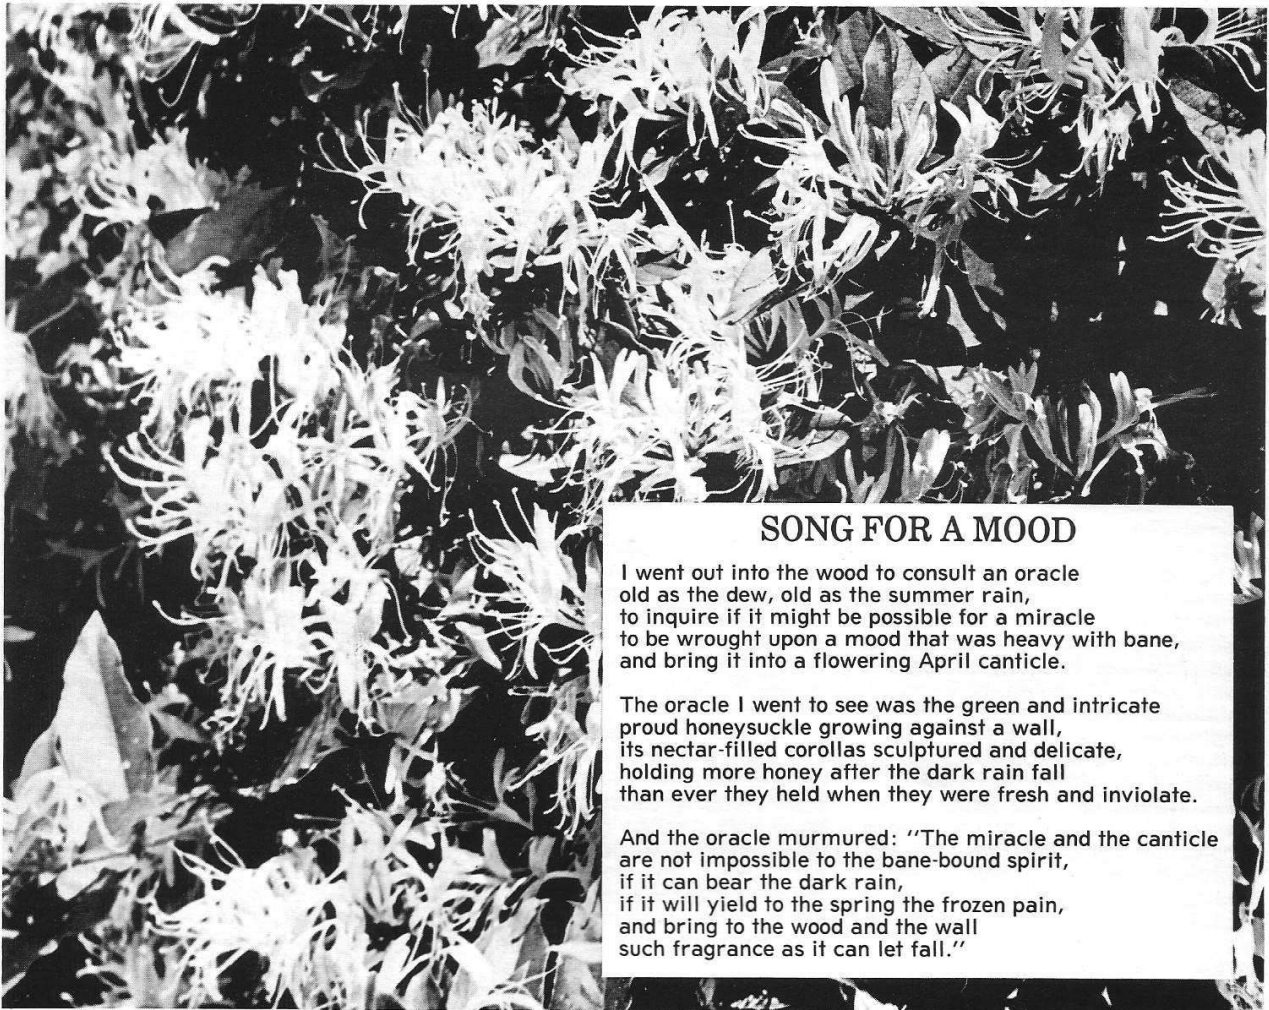 SONG FOR A MOOD
I went out into the wood to consult an oracle
old as the dew, old as the summer rain,
to inquire if it might be possible for a miracle
to be wrought upon a mood that was heavy with bane,
and bring it into a flowering April canticle.
The oracle I went to see was the green and intricate
proud honeysuckle growing against a wall,
its nectar-filled corollas sculptured and delicate,
holding more honey after the dark rain fall
than ever they held when they were fresh and inviolate.
And the oracle murmured: "The miracle and the canticle
are not impossible to the bane-bound spirit,
if it can bear the dark rain,
if it will yield to the spring the frozen pain,
and bring to the wood and the wall
such fragrance as it can let fall."